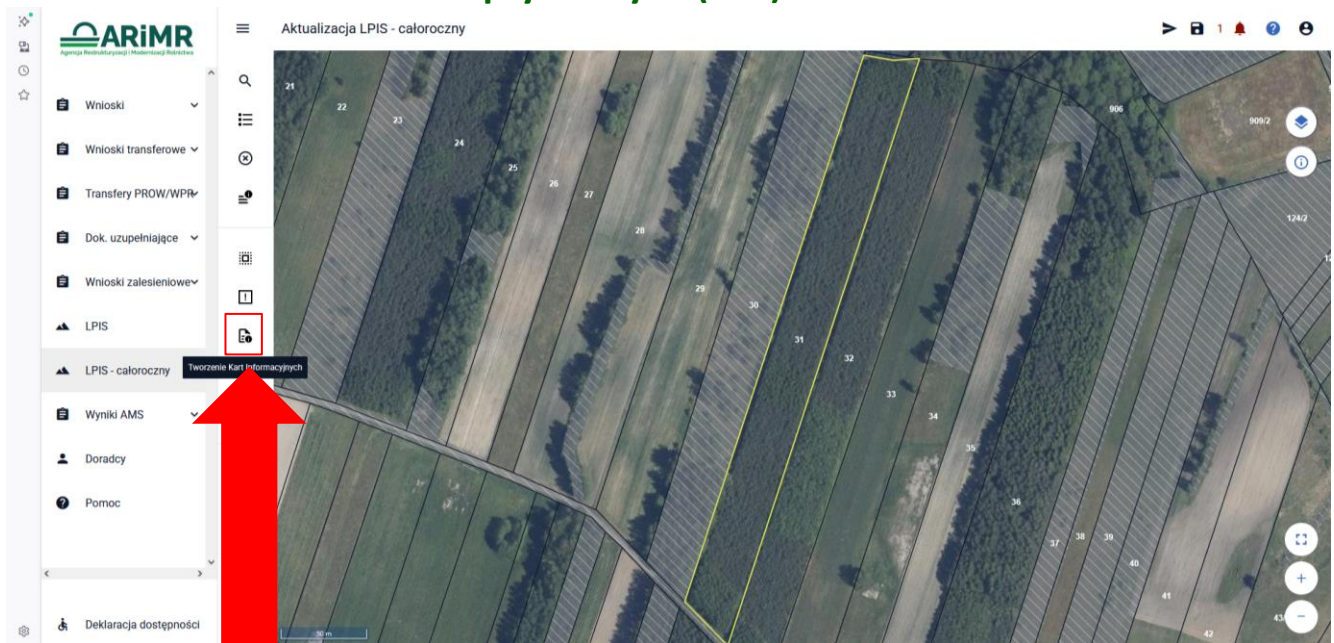 ARiMR
Agencja Restrukturyzacji i Modernizacji Rolnictwa
Aktualizacja LPIS - całoroczny
1
Wnioski
Wnioski transferowe
Transfery PROW/WPR
Dok. uzupełniające
Wnioski zalesieniowe
LPIS
LPIS - całoroczny
Tworzenie Kart Informacyjnych
Wyniki AMS
Doradcy
Pomoc
Deklaracja dostępności
21
22
23
24
25
26
27
28
29
30
31
32
33
34
35
36
37
38
39
40
41
42
906
909/2
124/2
30 m